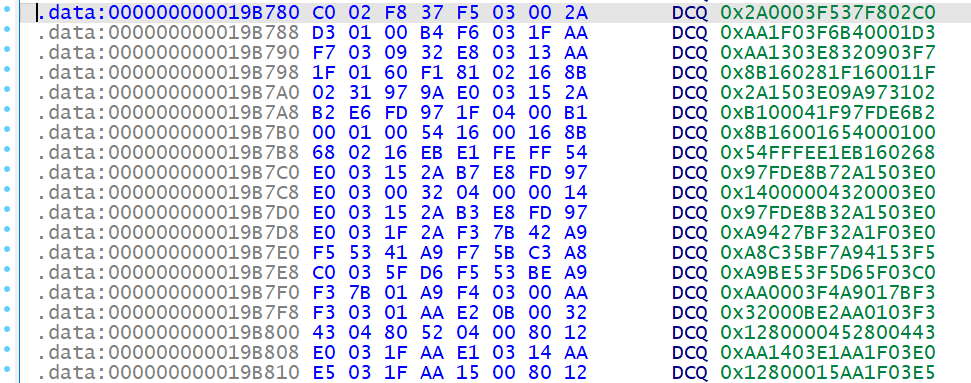 .data:000000000019B780 C0 02 F8 37 F5 03 00 2A DCQ 0x2A0003F537F802C0
.data:000000000019B788 D3 01 00 B4 F6 03 1F AA DCQ 0xAA1F03F6B40001D3
.data:000000000019B790 F7 03 09 32 E8 03 13 AA DCQ 0xAA1303E8320903F7
.data:000000000019B798 1F 01 60 F1 81 02 16 8B DCQ 0x8B160281F160011F
.data:000000000019B7A0 02 31 97 9A E0 03 15 2A DCQ 0x2A1503E09A973102
.data:000000000019B7A8 B2 E6 FD 97 1F 04 00 B1 DCQ 0xB100041F97FDE6B2
.data:000000000019B7B0 00 01 00 54 16 00 16 8B DCQ 0x8B16001654000100
.data:000000000019B7B8 68 02 16 EB E1 FE FF 54 DCQ 0x54FFFEE1EB160268
.data:000000000019B7C0 E0 03 15 2A B7 E8 FD 97 DCQ 0x97FDE8B72A1503E0
.data:000000000019B7C8 E0 03 00 32 04 00 00 14 DCQ 0x14000004320003E0
.data:000000000019B7D0 E0 03 15 2A B3 E8 FD 97 DCQ 0x97FDE8B32A1503E0
.data:000000000019B7D8 E0 03 1F 2A F3 7B 42 A9 DCQ 0xA9427BF32A1F03E0
.data:000000000019B7E0 F5 53 41 A9 F7 5B C3 A8 DCQ 0xA8C35BF7A94153F5
.data:000000000019B7E8 C0 03 5F D6 F5 53 BE A9 DCQ 0xA9BE53F5D65F03C0
.data:000000000019B7F0 F3 7B 01 A9 F4 03 00 AA DCQ 0xAA0003F4A9017BF3
.data:000000000019B7F8 F3 03 01 AA E2 0B 00 32 DCQ 0x32000BE2AA0103F3
.data:000000000019B800 43 04 80 52 04 00 80 12 DCQ 0x1280000452800443
.data:000000000019B808 E0 03 1F AA E1 03 14 AA DCQ 0xAA1403E1AA1F03E0
.data:000000000019B810 E5 03 1F AA 15 00 80 12 DCQ 0x12800015AA1F03E5